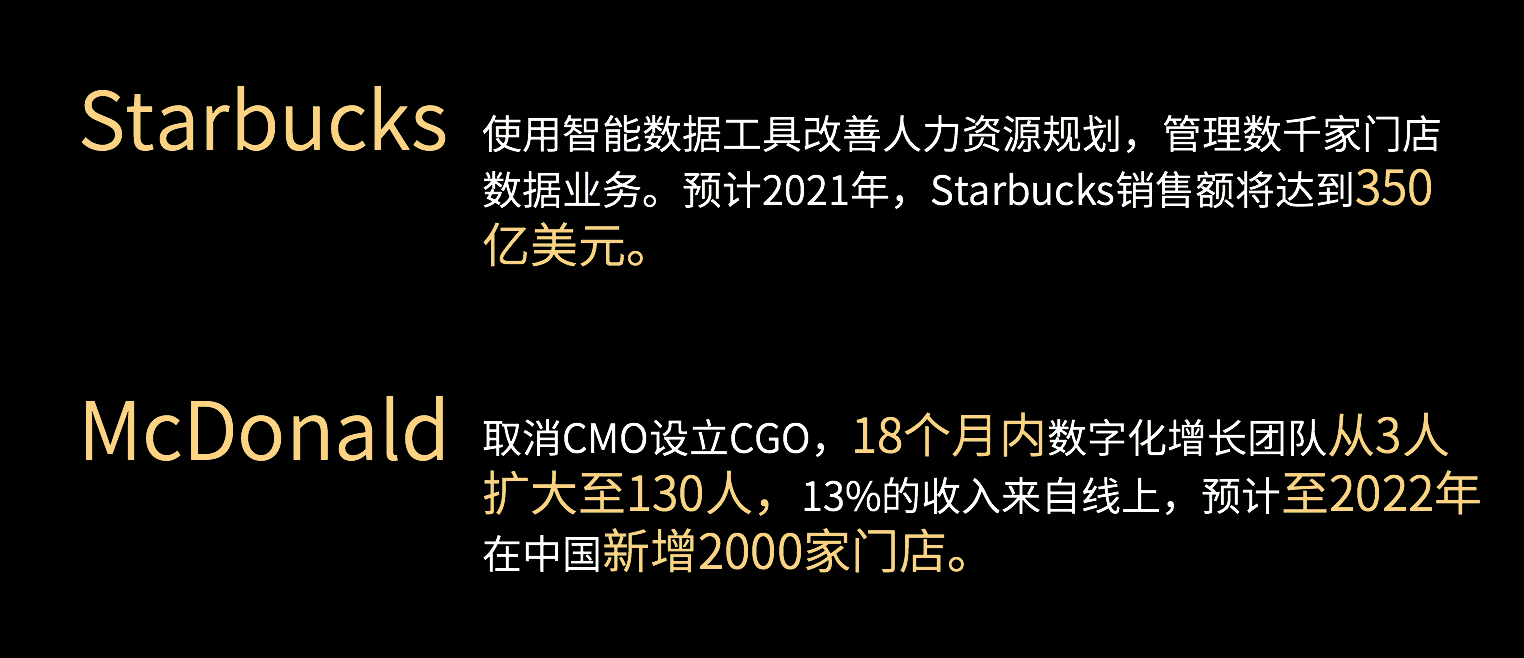 Starbucks
使用智能数据工具改善人力资源规划，管理数千家门店
数据业务。预计2021年，Starbucks销售额将达到350
亿美元。
McDonald
取消CMO设立CGO，18个月内数字化增长团队从3人
扩大至130人，13%的收入来自线上，预计至2022年
在中国新增2000家门店。